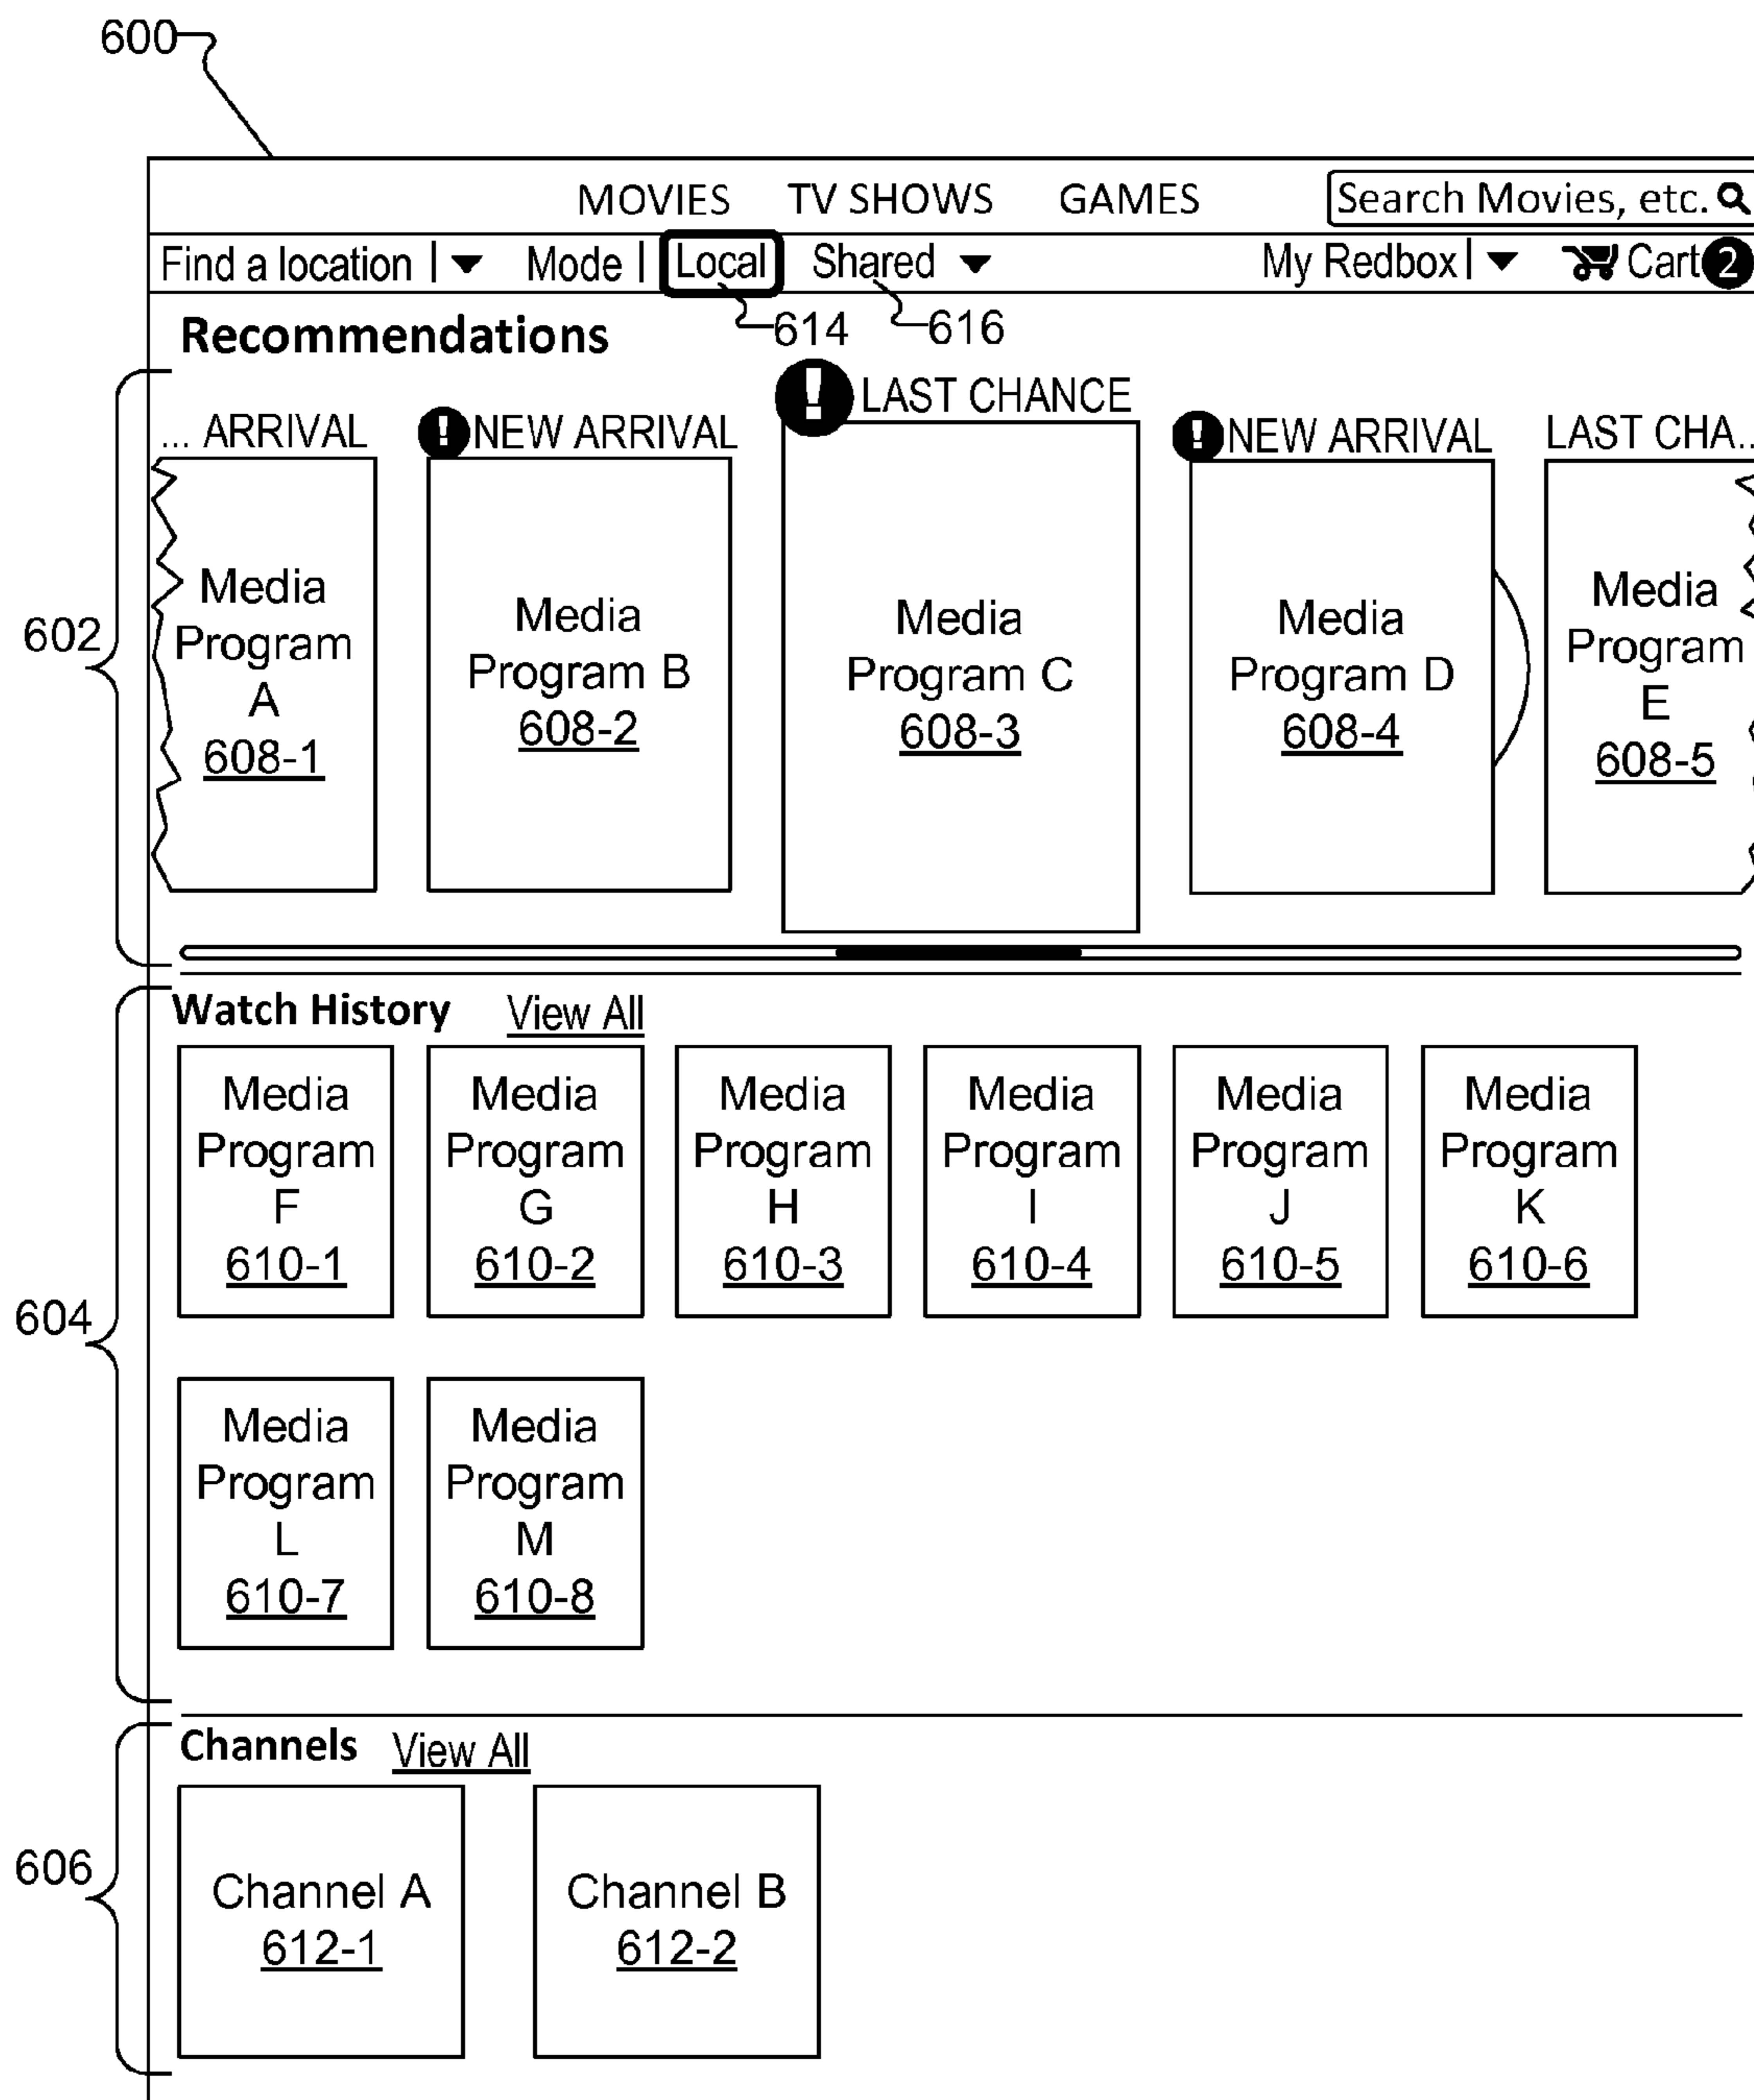 600
MOVIES TV SHOWS GAMES Search Movies, etc.
Find a location | Mode | Local Shared My Redbox | Cart 2
614 616
Recommendations
602
... ARRIVAL ! NEW ARRIVAL ! LAST CHANCE ! NEW ARRIVAL LAST CHA...
Media
Program
A
608-1
Media
Program B
608-2
Media
Program C
608-3
Media
Program D
608-4
Media
Program
E
608-5
604
Watch History View All
Media
Program
F
610-1
Media
Program
G
610-2
Media
Program
H
610-3
Media
Program
I
610-4
Media
Program
J
610-5
Media
Program
K
610-6
Media
Program
L
610-7
Media
Program
M
610-8
606
Channels View All
Channel A
612-1
Channel B
612-2